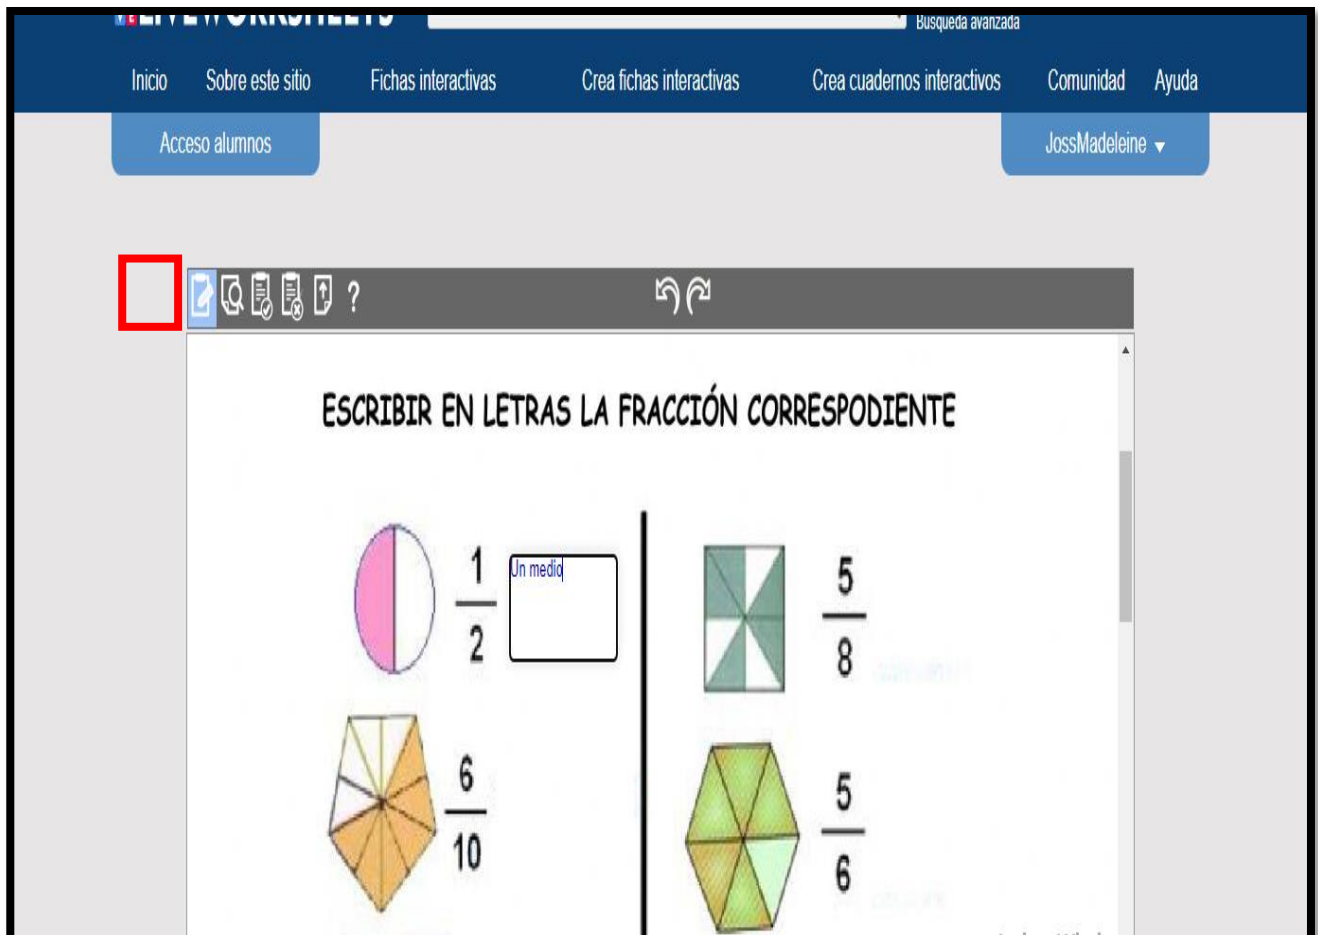 LIVEWORKSHEETS
Búsqueda avanzada
Inicio Sobre este sitio Fichas interactivas Crea fichas interactivas Crea cuadernos interactivos Comunidad Ayuda
Acceso alumnos JossMadeleine ▼
?
ESCRIBIR EN LETRAS LA FRACCIÓN CORRESPODIENTE
1
2
Un medio
5
8
6
10
5
6